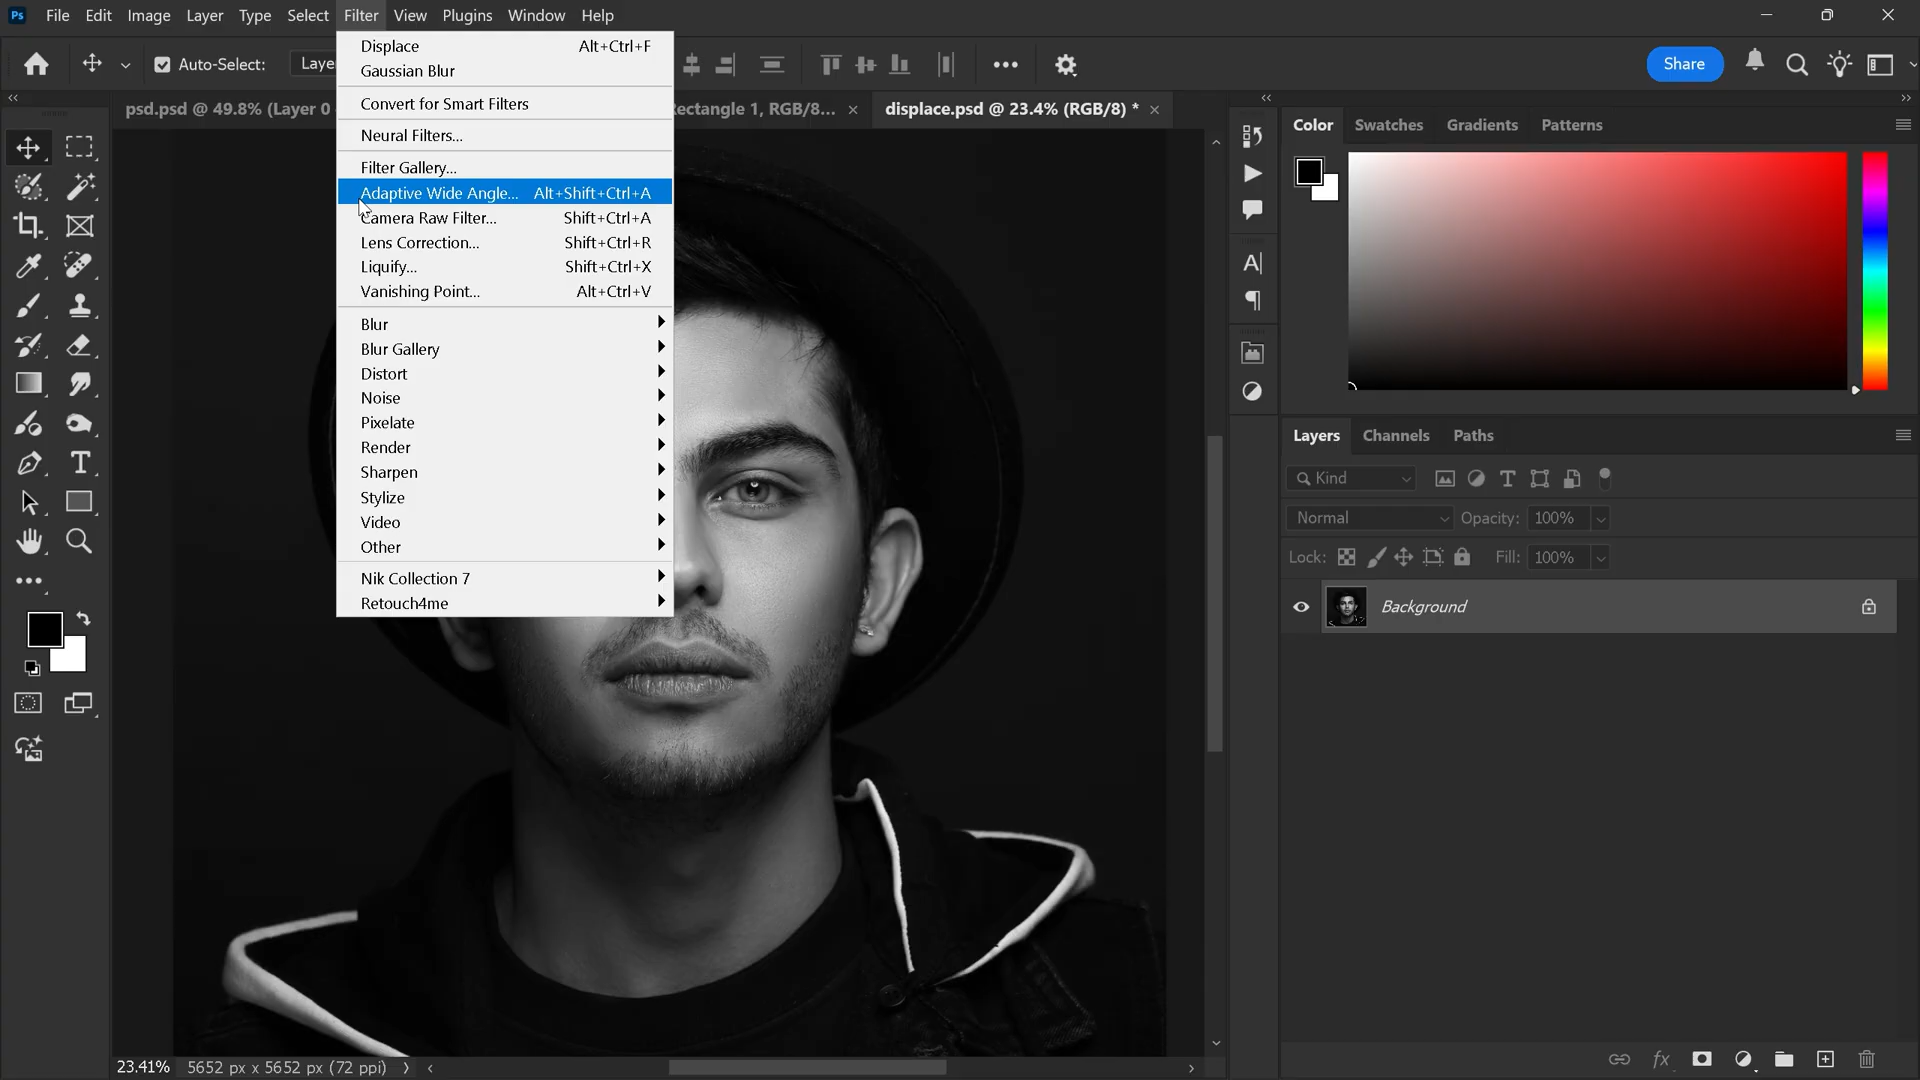 Ps File Edit Image Layer Type Select Filter View Plugins Window Help
Auto-Select: Laye Share
psd.psd @ 49.8% (Layer 0 ectangle 1, RGB/8... displace.psd @ 23.4% (RGB/8) *
Displace Alt+Ctrl+F
Gaussian Blur
Convert for Smart Filters
Neural Filters...
Filter Gallery...
Adaptive Wide Angle... Alt+Shift+Ctrl+A
Camera Raw Filter... Shift+Ctrl+A
Lens Correction... Shift+Ctrl+R
Liquify... Shift+Ctrl+X
Vanishing Point... Alt+Ctrl+V
Blur
Blur Gallery
Distort
Noise
Pixelate
Render
Sharpen
Stylize
Video
Other
Nik Collection 7
Retouch4me
Color Swatches Gradients Patterns
Layers Channels Paths
Kind
Normal Opacity: 100%
Lock: Fill: 100%
Background
fx
23.41% 5652 px x 5652 px (72 ppi)